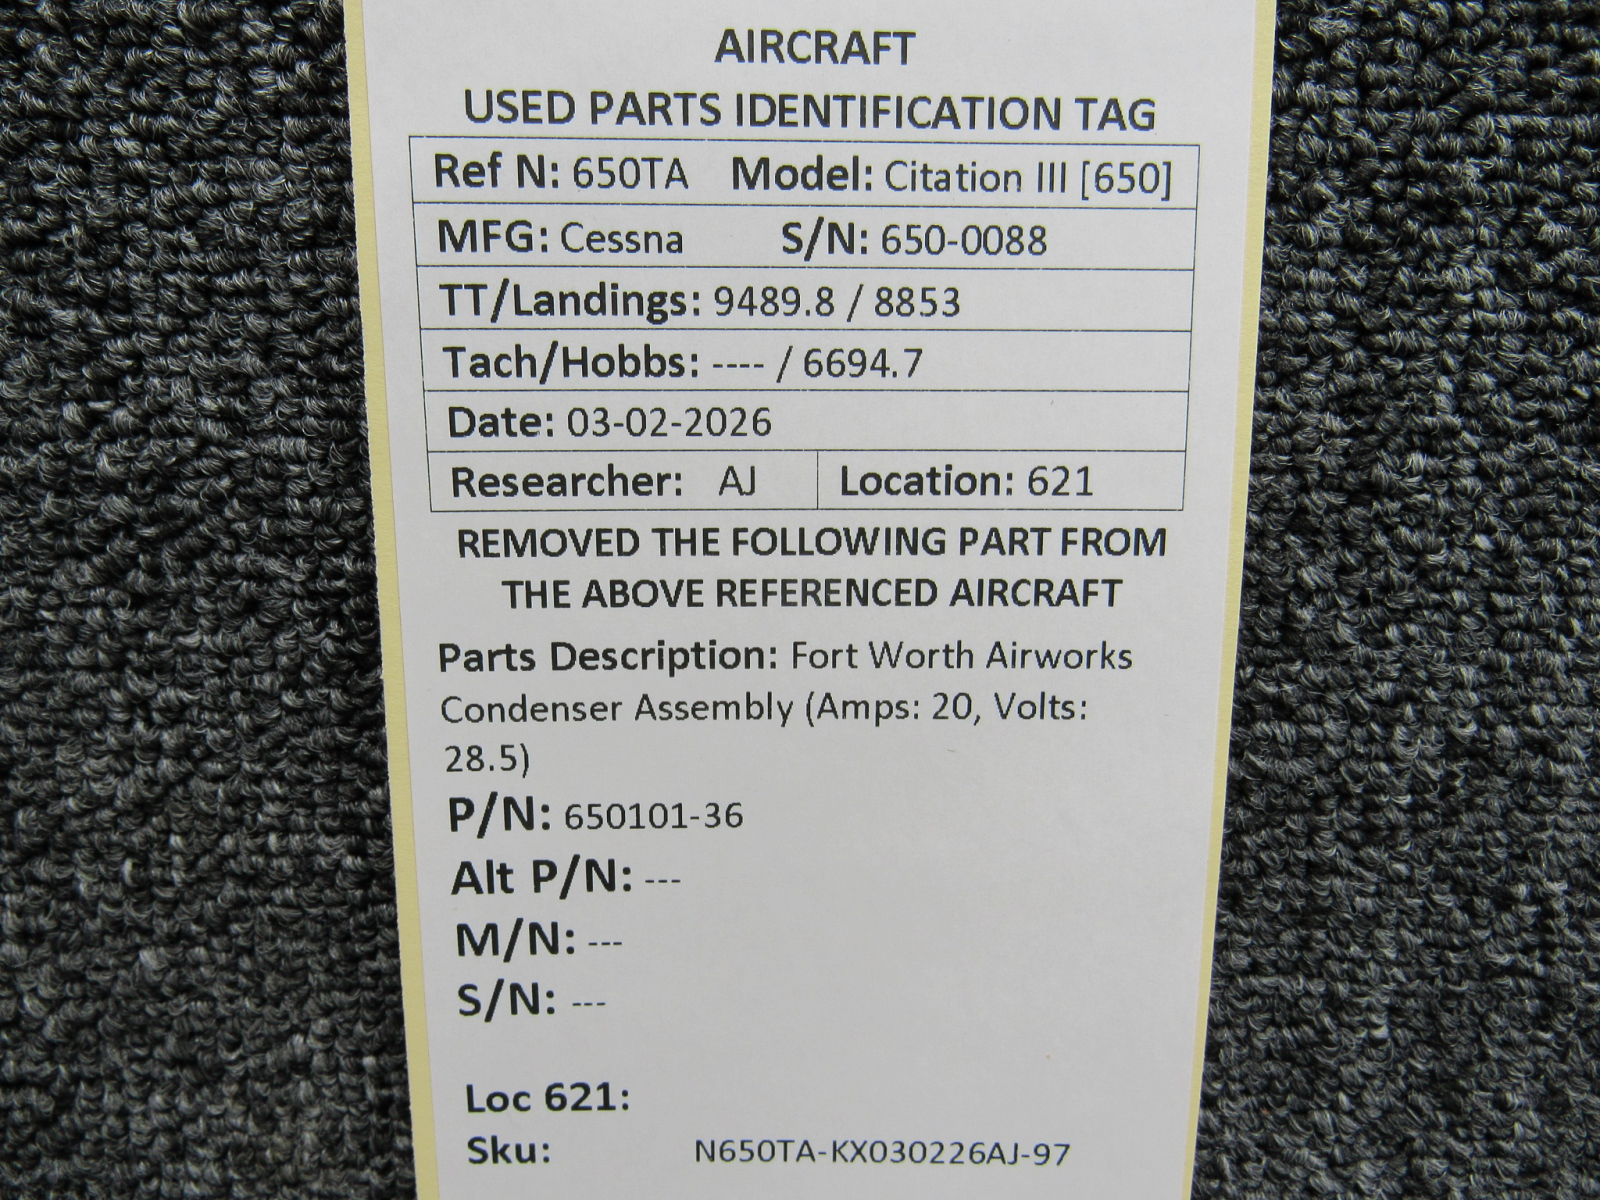 AIRCRAFT
USED PARTS IDENTIFICATION TAG
Ref N: 650TA Model: Citation III [650]
MFG: Cessna S/N: 650-0088
TT/Landings: 9489.8 / 8853
Tach/Hobbs: ---- / 6694.7
Date: 03-02-2026
Researcher: AJ Location: 621
REMOVED THE FOLLOWING PART FROM
THE ABOVE REFERENCED AIRCRAFT
Parts Description: Fort Worth Airworks
Condenser Assembly (Amps: 20, Volts:
28.5)
P/N: 650101-36
Alt P/N: ---
M/N: ---
S/N: ---
Loc 621:
Sku: N650TA-KX030226AJ-97